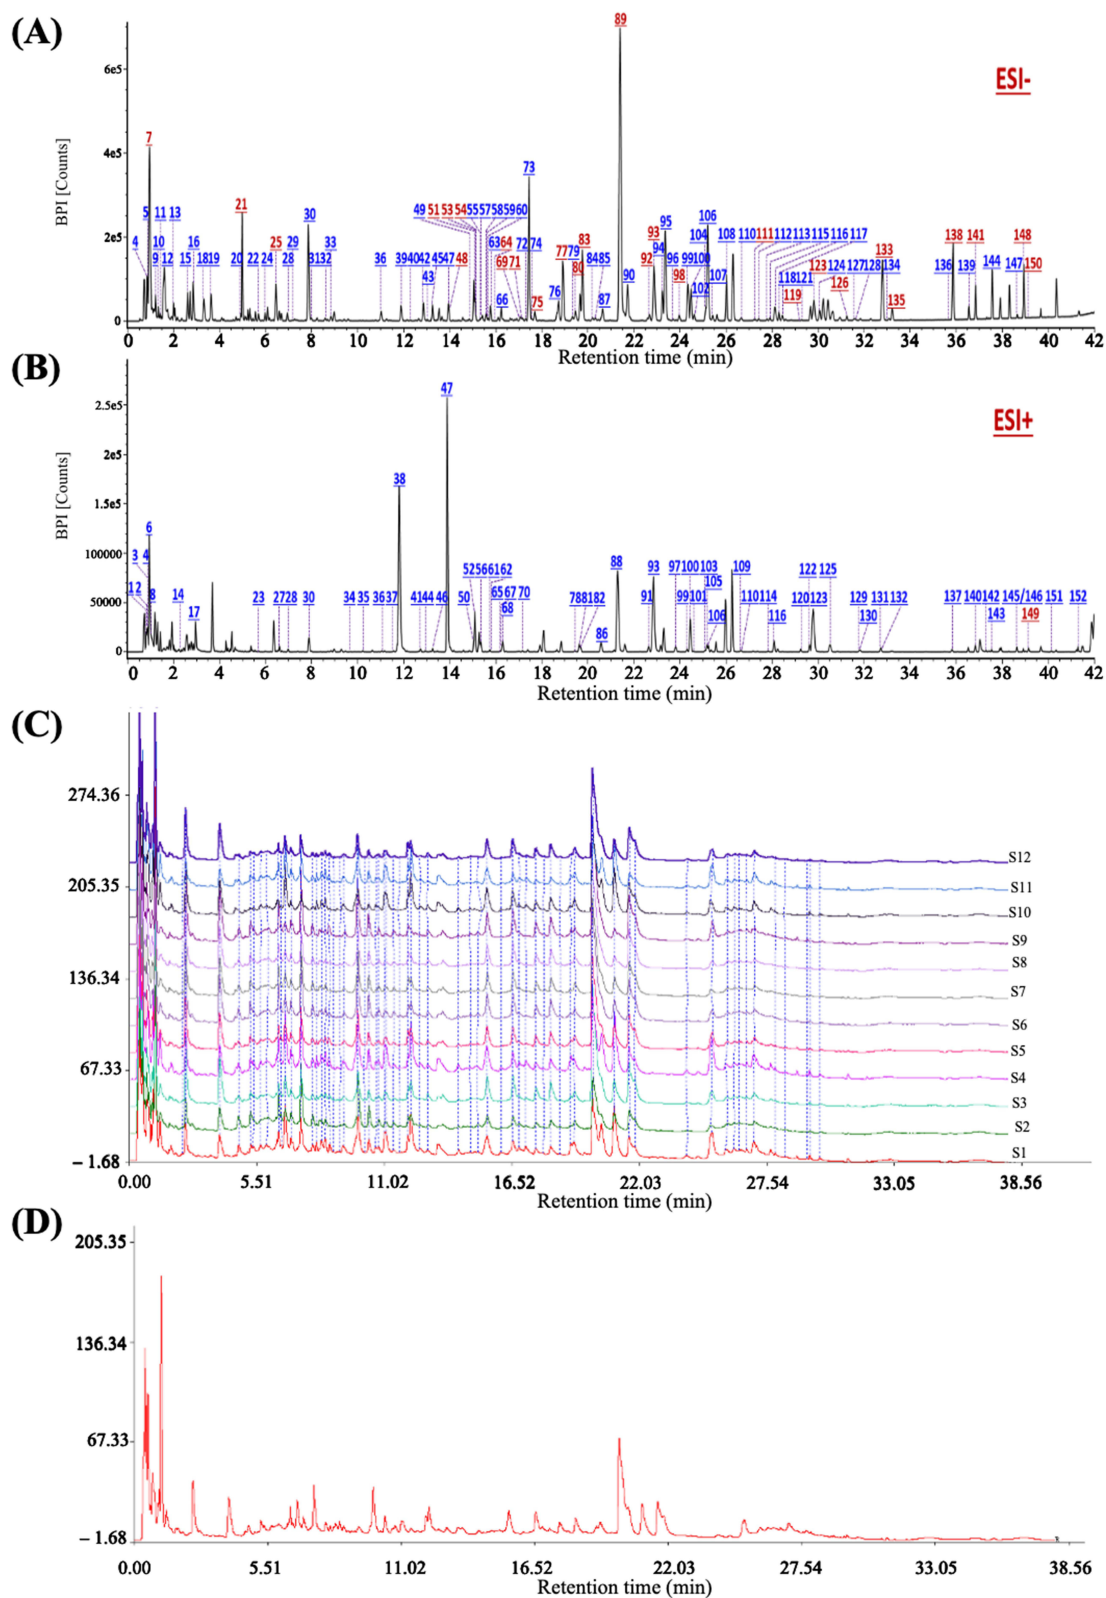 (A)
89
ESI-
6e5
7
4e5
BPI [Counts]
73
21
5 11 13
30
49 51 53 54 55 57 58 59 60
95
106
4
10
16
25
29
33
63 64
72 74
83
93
104
108 110 111 112 113 115 116 117
133
138 141
148
2e5
9 12
15
18 19
20 22 24
28
31 32
36
39 40 42 45 47 48
43
69 71
77 79
80
84 85
94
92
96 99 100
98
107
118 121
123 124 127 128 134
136 139
144
147 150
66
75
76
87
90
102
119
126
135
0
0 2 4 6 8 10 12 14 16 18 20 22 24 26 28 30 32 34 36 38 40 42
Retention time (min)
(B)
47
ESI+
2.5e5
2e5
38
BPI [Counts]
1.5e5
6
100000
3 4
52 56 61 62
88
93
97 100 103
109
122 125
1 2
8
14
17
23
27 28 30
34 35 36 37
41 44 46
50
65 67 70
68
78 81 82
86
91
99 101
105
106
110 114
116
120 123
129 131 132
130
137 140 142 145/146 151 152
143
149
50000
0
0 2 4 6 8 10 12 14 16 18 20 22 24 26 28 30 32 34 36 38 40 42
Retention time (min)
(C)
274.36
S12
205.35
S11
S10
S9
136.34
S8
S7
S6
S5
67.33
S4
S3
S2
S1
– 1.68
0.00 5.51 11.02 16.52 22.03 27.54 33.05 38.56
Retention time (min)
(D)
205.35
136.34
67.33
– 1.68
0.00 5.51 11.02 16.52 22.03 27.54 33.05 38.56
Retention time (min)